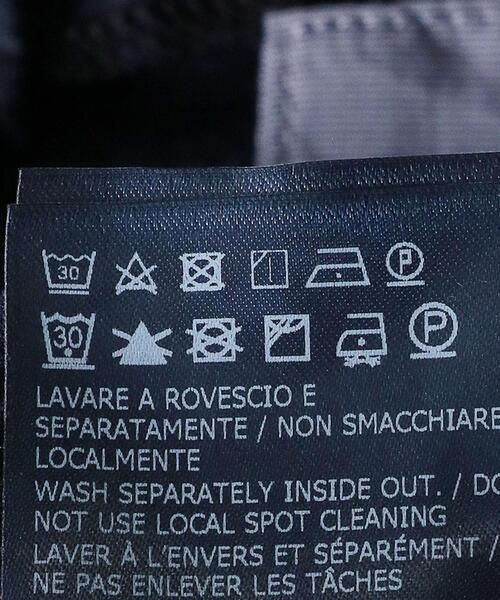 30 P
30 P
LAVARE A ROVESCIO E
SEPARATAMENTE / NON SMACCHIARE
LOCALMENTE
WASH SEPARATELY INSIDE OUT. / DO
NOT USE LOCAL SPOT CLEANING
LAVER À L'ENVERS ET SÉPARÉMENT /
NE PAS ENLEVER LES TÂCHES